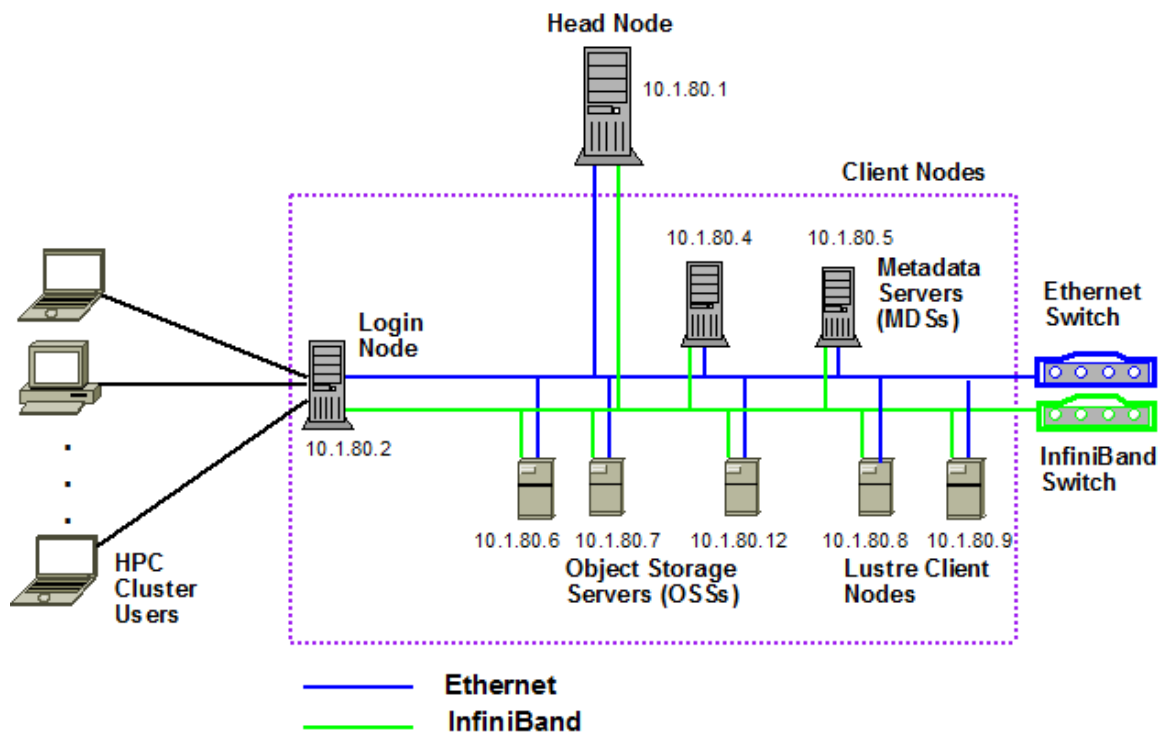 Head Node
10.1.80.1
Client Nodes
10.1.80.4
10.1.80.5
Metadada
Servers
(MDSs)
Ethernet
Switch
Login
Node
10.1.80.2
InfiniBand
Switch
10.1.80.6
10.1.80.7
10.1.80.12
10.1.80.8
10.1.80.9
Object Storage
Servers (OSSs)
Lustre Client
Nodes
HPC
Cluster
Users
Ethernet
InfiniBand